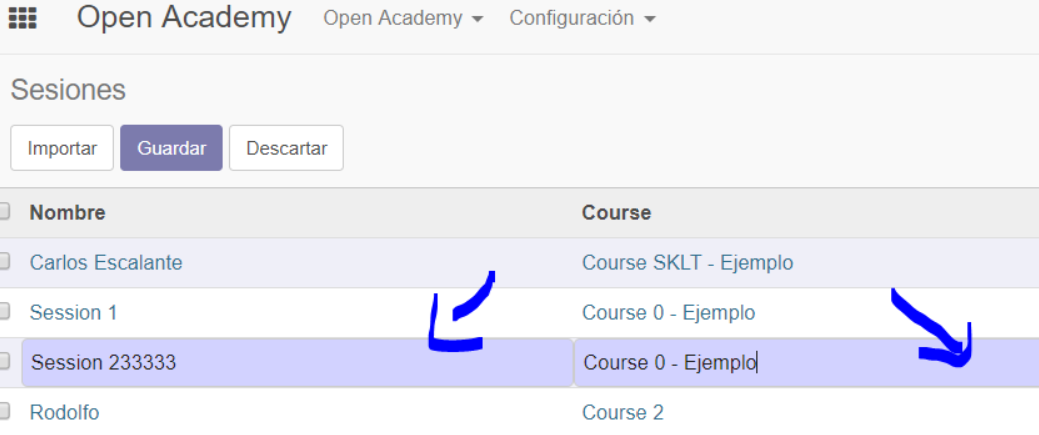 Open Academy Open Academy Configuración
Sesiones
Importar Guardar Descartar
Nombre Course
Carlos Escalante Course SKLT - Ejemplo
Session 1 Course 0 - Ejemplo
Session 233333 Course 0 - Ejemplo
Rodolfo Course 2